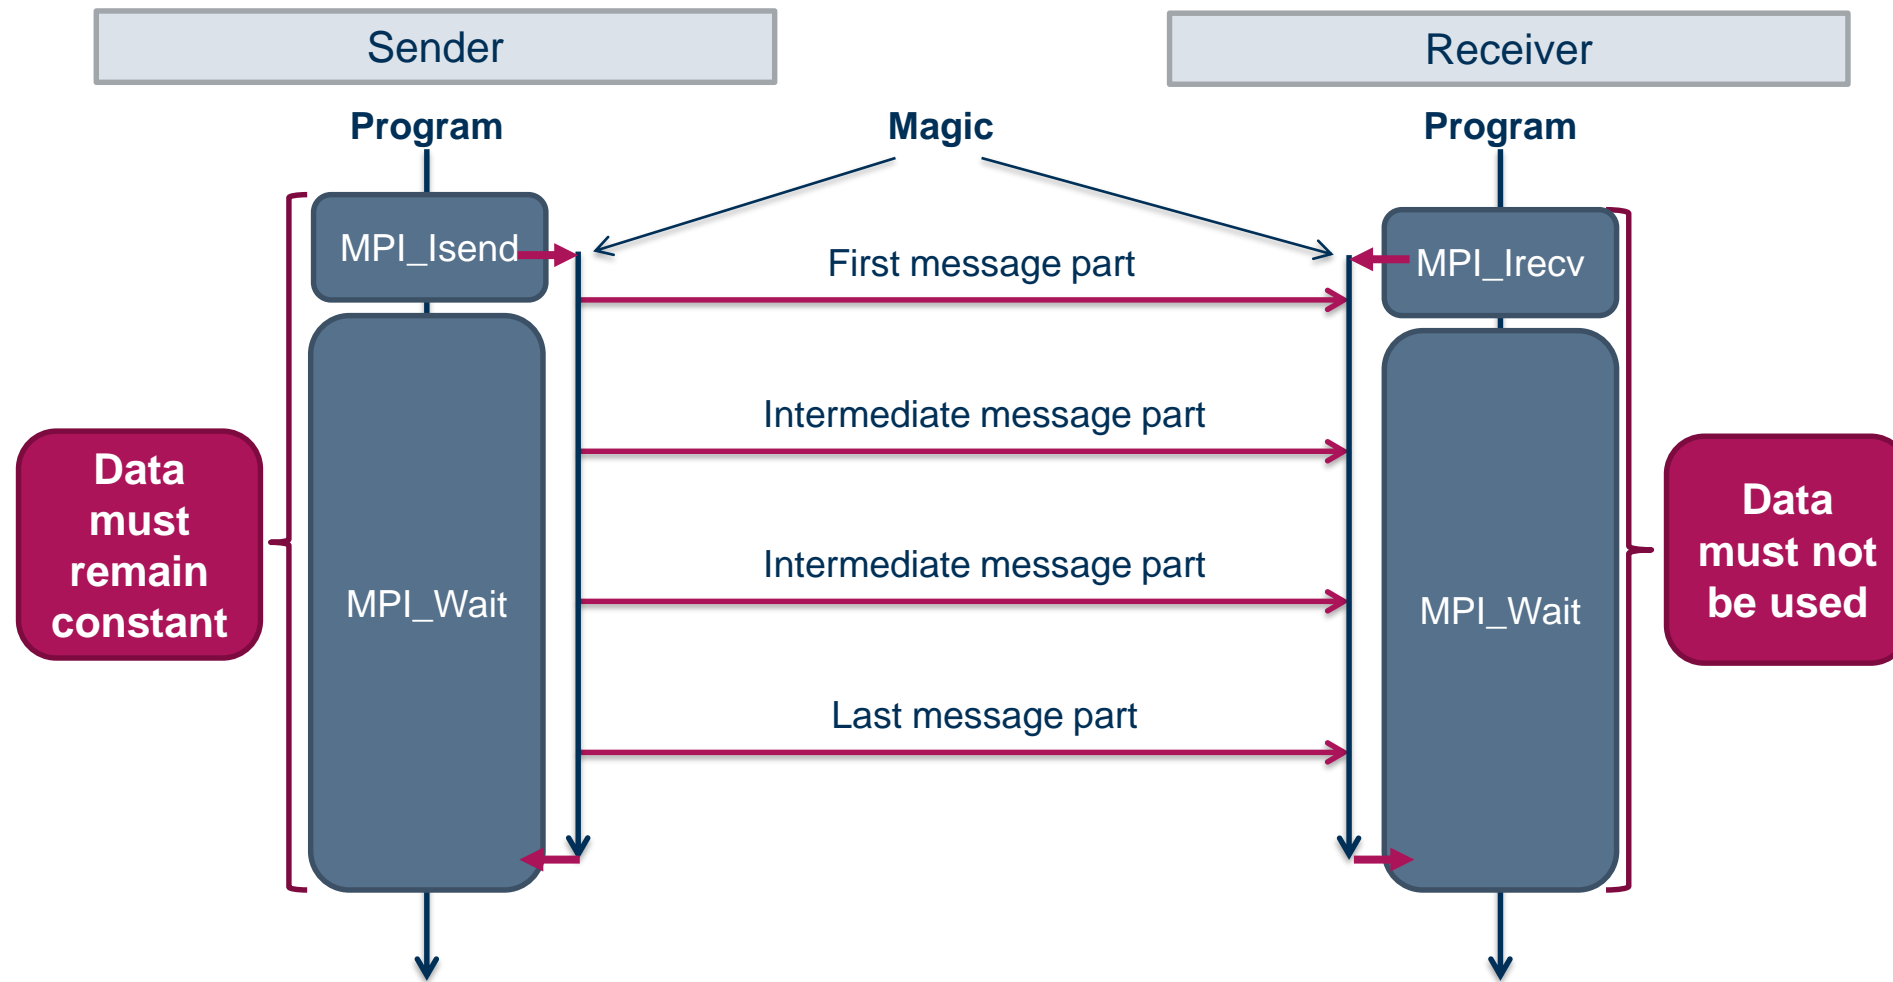 Sender
Receiver
Program
Magic
Program
MPI_Isend
First message part
MPI_Irecv
Intermediate message part
Data
must
remain
constant
Data
must not
be used
Intermediate message part
MPI_Wait
MPI_Wait
Last message part